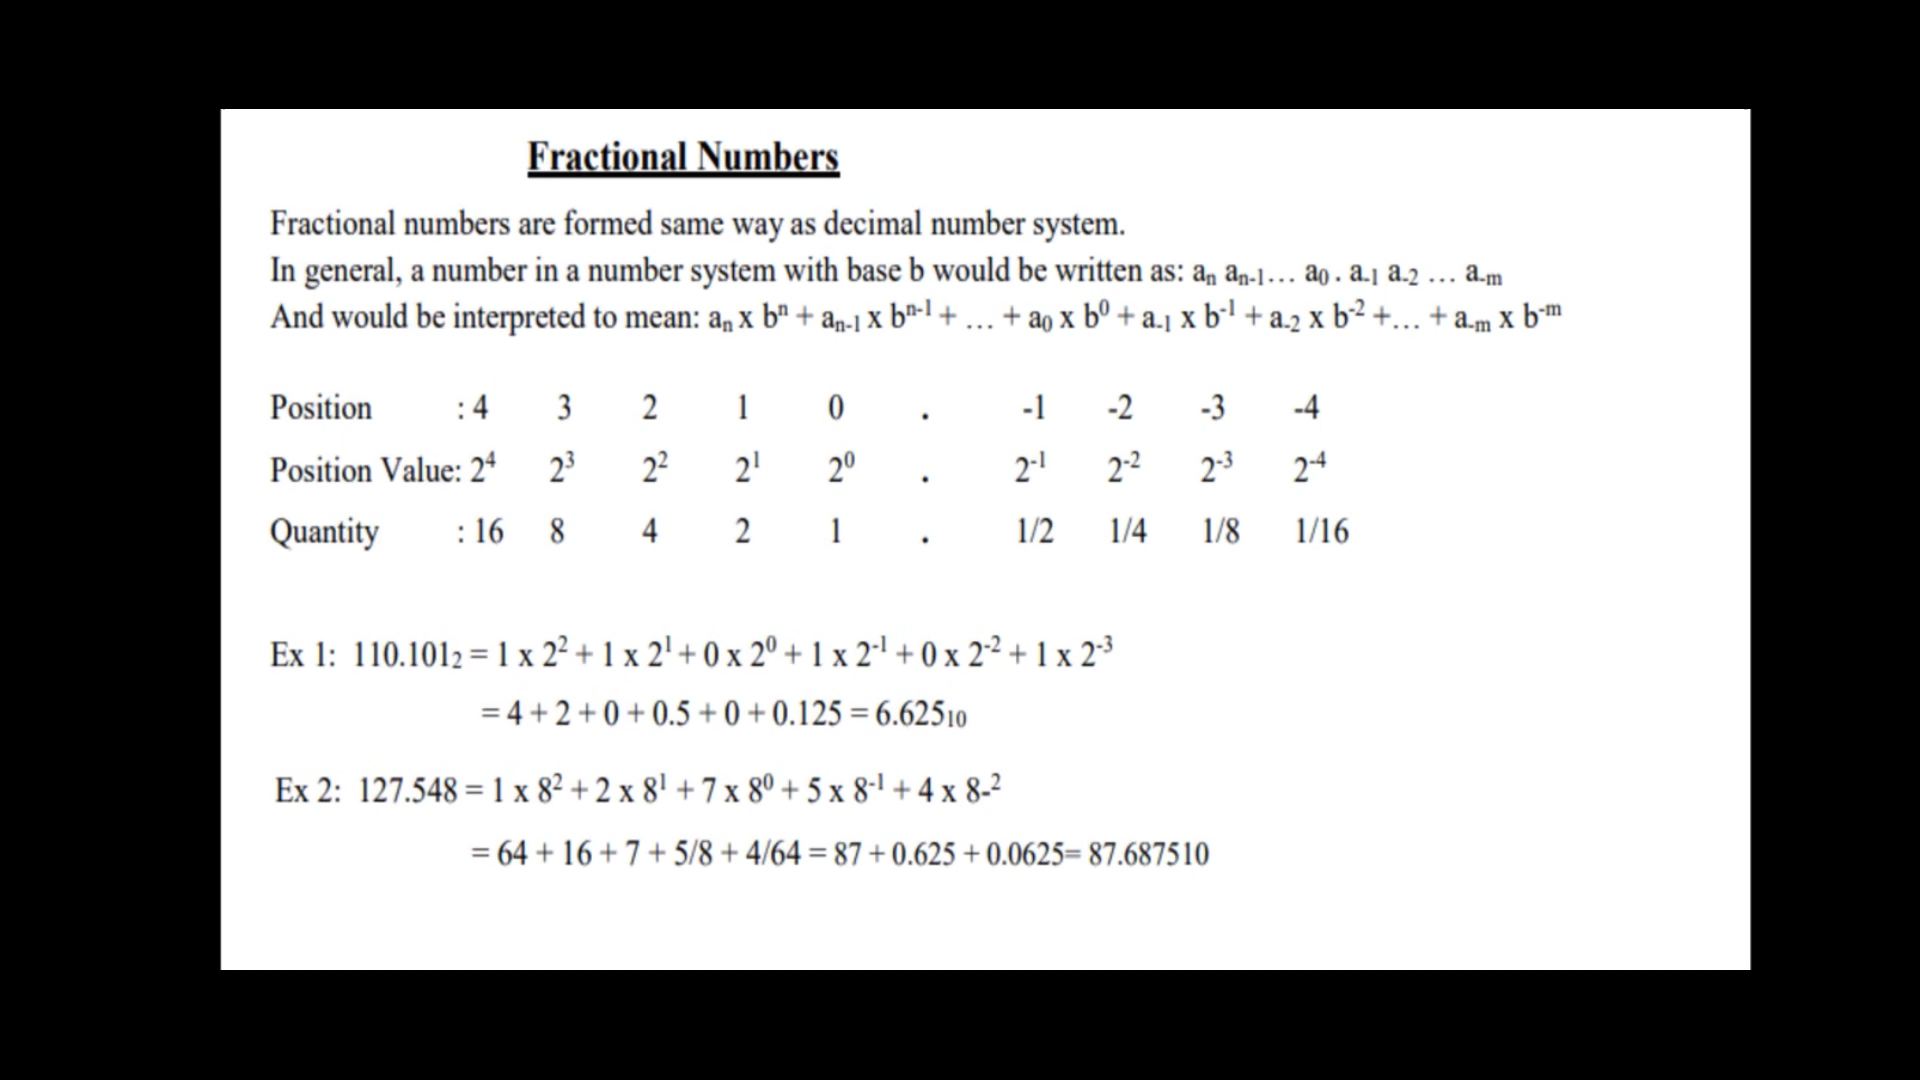 Fractional Numbers
Fractional numbers are formed same way as decimal number system.
In general, a number in a number system with base b would be written as: aₙ aₙ₋₁… a₀ . a₋₁ a₋₂ … a₋ₘ
And would be interpreted to mean: aₙ x bⁿ + aₙ₋₁ x bⁿ⁻¹ + … + a₀ x b⁰ + a₋₁ x b⁻¹ + a₋₂ x b⁻² +… + a₋ₘ x b⁻ᵐ
Position : 4 3 2 1 0 . -1 -2 -3 -4
Position Value: 2⁴ 2³ 2² 2¹ 2⁰ . 2⁻¹ 2⁻² 2⁻³ 2⁻⁴
Quantity : 16 8 4 2 1 . 1/2 1/4 1/8 1/16
Ex 1: 110.101₂ = 1 x 2² + 1 x 2¹ + 0 x 2⁰ + 1 x 2⁻¹ + 0 x 2⁻² + 1 x 2⁻³
= 4 + 2 + 0 + 0.5 + 0 + 0.125 = 6.625₁₀
Ex 2: 127.548 = 1 x 8² + 2 x 8¹ + 7 x 8⁰ + 5 x 8⁻¹ + 4 x 8-²
= 64 + 16 + 7 + 5/8 + 4/64 = 87 + 0.625 + 0.0625= 87.687510